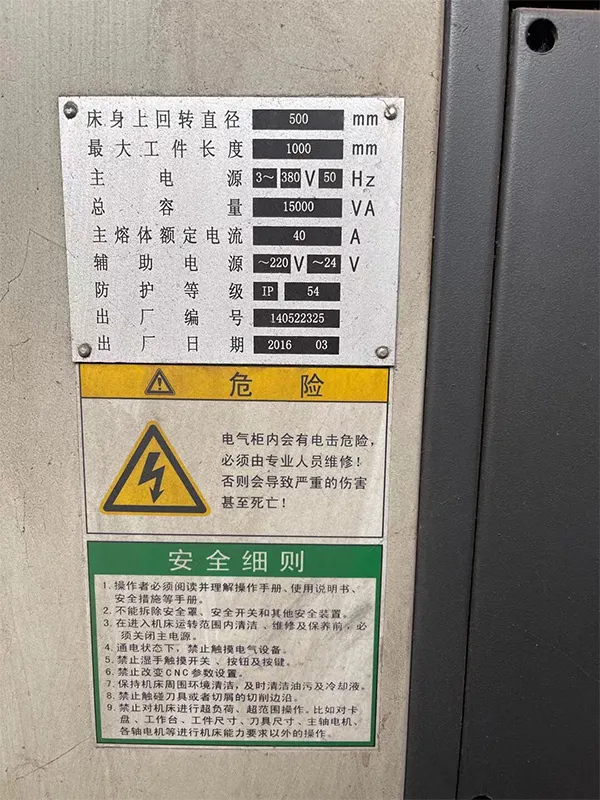 床身上回转直径 500 mm
最大工件长度 1000 mm
主电源 3～ 380 V 50 Hz
总容量 15000 VA
主熔体额定电流 40 A
辅助电源 ～220 V ～24 V
防护等级 IP 54
出厂编号 140522325
出厂日期 2016 03
危险
电气柜内会有电击危险，
必须由专业人员维修！
否则会导致严重的伤害
甚至死亡！
安全细则
1. 操作者必须阅读并理解操作手册、使用说明书、
安全措施等手册。
2. 不能拆除安全罩、安全开关和其他安全装置。
3. 在进入机床运转范围内清洁、维修及保养前，必
须关闭主电源。
4. 通电状态下，禁止触摸电气设备。
5. 禁止湿手触摸开关、按钮及按键。
6. 禁止改变CNC参数设置。
7. 保持机床周围环境清洁，及时清洁油污及冷却液。
8. 禁止触碰刀具或者切屑的切削边沿。
9. 禁止对机床进行超负荷、超范围操作。比如对卡
盘、工作台、工件尺寸、刀具尺寸、主轴电机、
各轴电机等进行机床能力要求以外的操作。